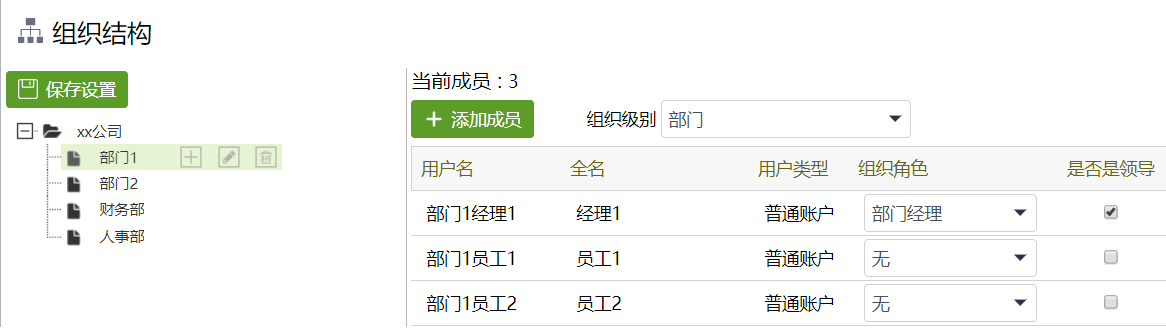 组织结构
保存设置
xx公司
部门1
部门2
财务部
人事部
当前成员：3
添加成员 组织级别 部门
用户名 全名 用户类型 组织角色 是否是领导
部门1经理1 经理1 普通账户 部门经理
部门1员工1 员工1 普通账户 无
部门1员工2 员工2 普通账户 无